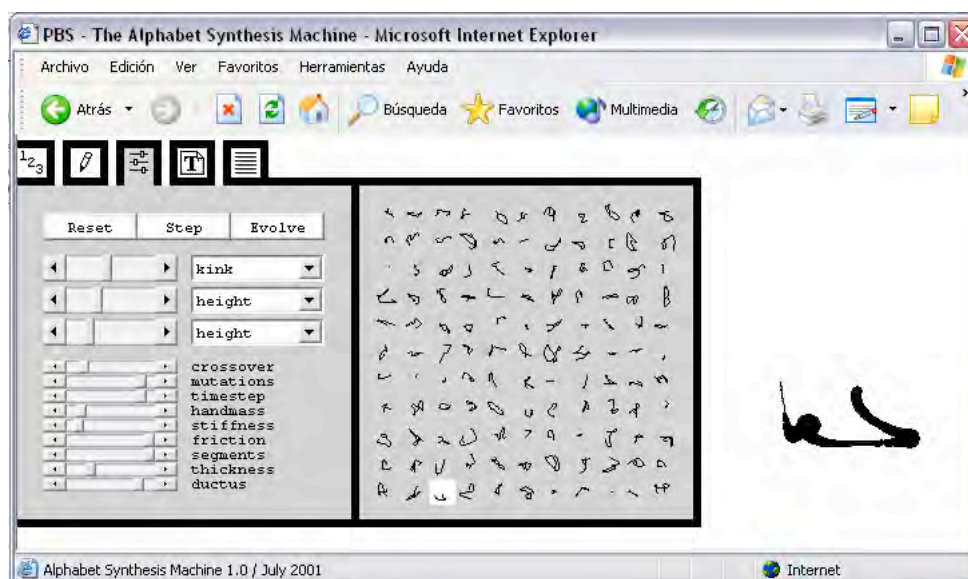 PBS - The Alphabet Synthesis Machine - Microsoft Internet Explorer
Archivo Edición Ver Favoritos Herramientas Ayuda
Atrás Búsqueda Favoritos Multimedia
123 T
Reset Step Evolve
kink
height
height
crossover
mutations
timestep
handmass
stiffness
friction
segments
thickness
ductus
Alphabet Synthesis Machine 1.0 / July 2001 Internet